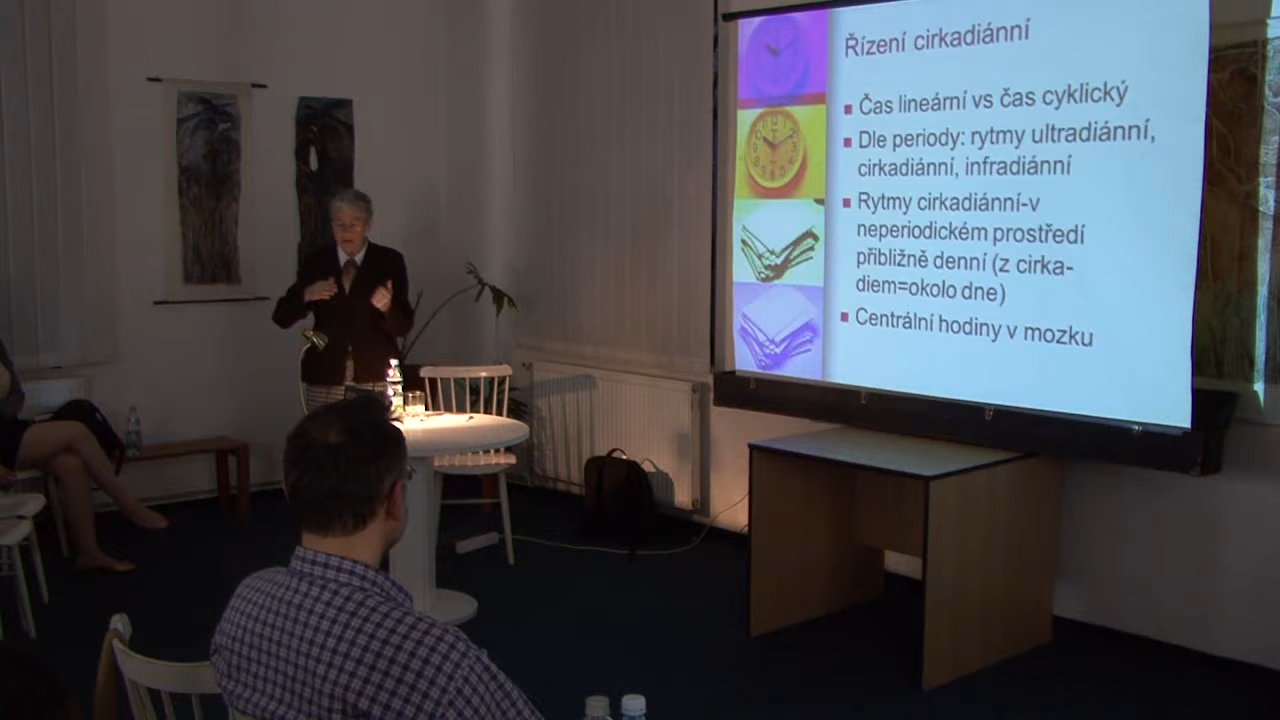 Řízení cirkadiánní
Čas lineární vs čas cyklický
Dle periody: rytmy ultradiánní,
cirkadiánní, infradiánní
Rytmy cirkadiánní-v
neperiodickém prostředí
přibližně denní (z cirka-
diem=okolo dne)
Centrální hodiny v mozku